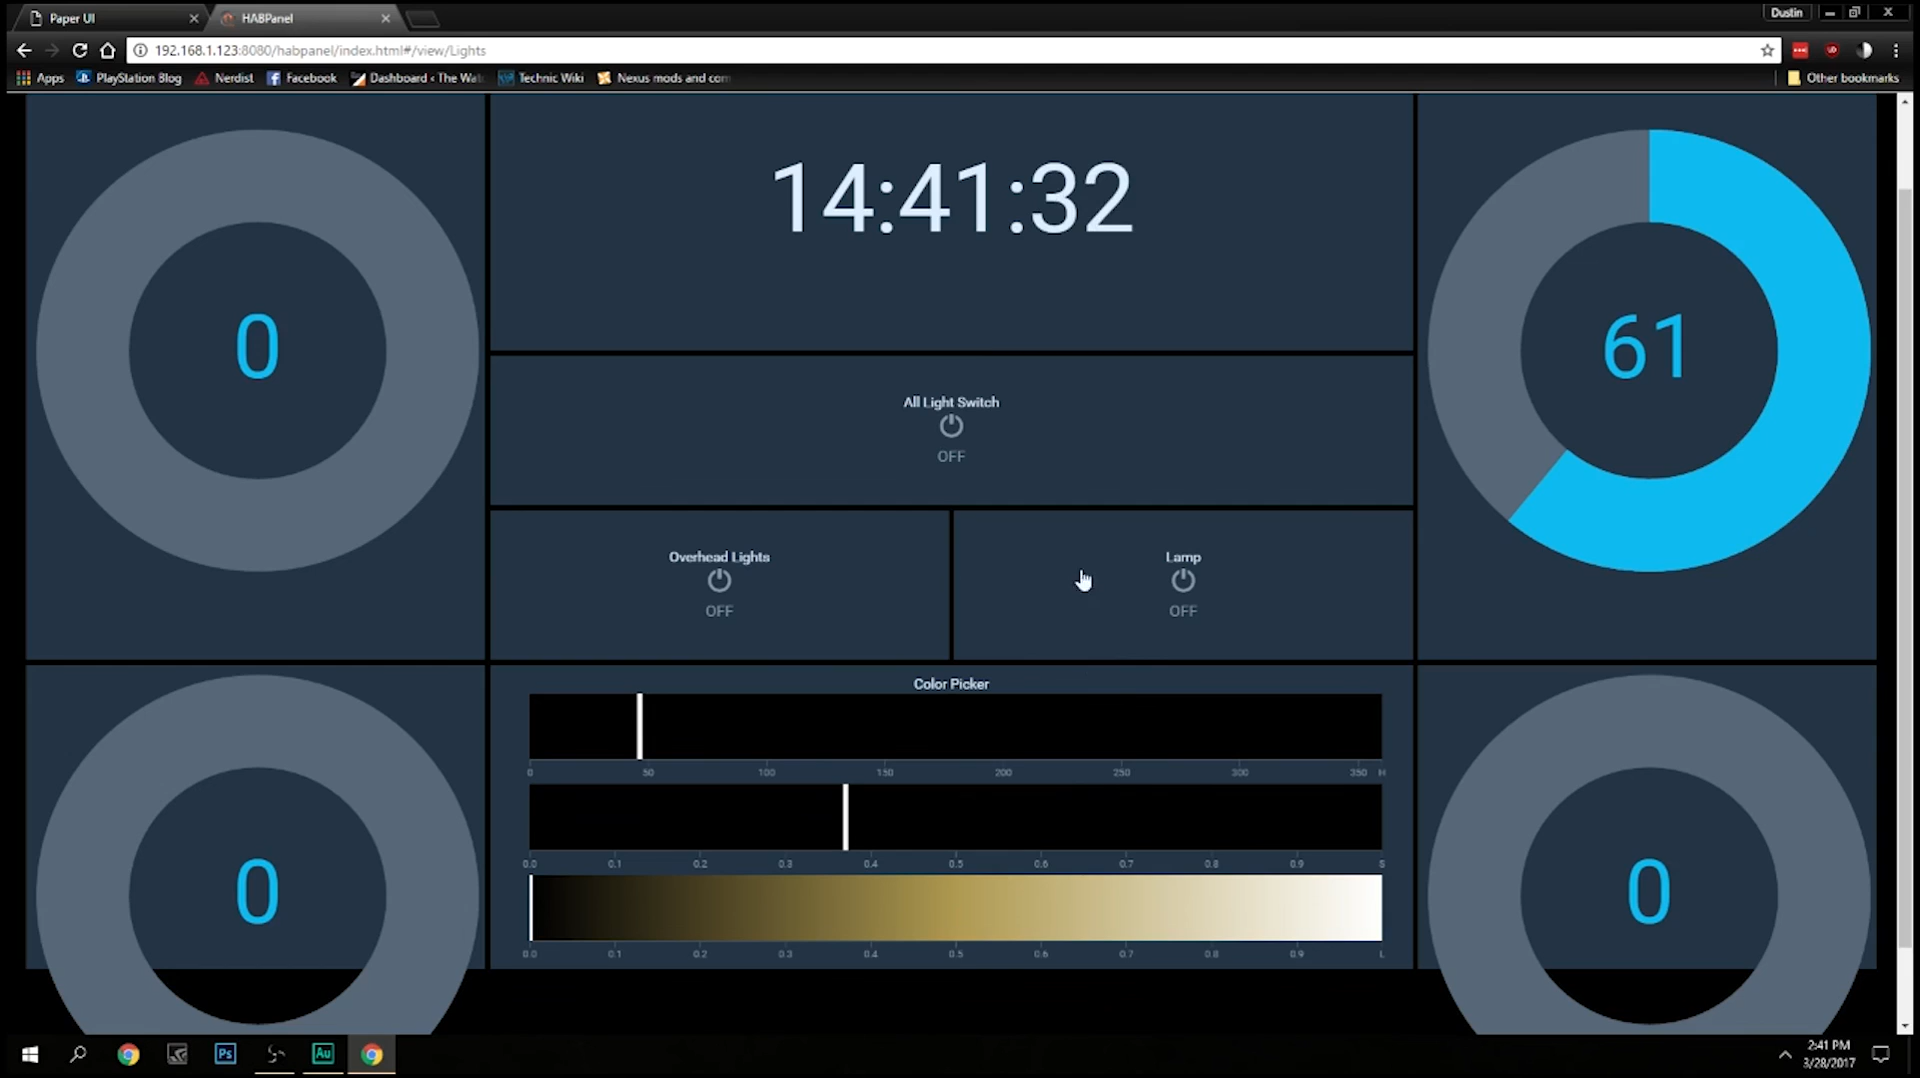 Paper UI
HABPanel
Dustin
192.168.1.123:8080/habpanel/index.html#/view/Lights
Apps
PlayStation Blog
Nerdist
Facebook
Dashboard ‹ The Wa
Technic Wiki
Nexus mods and com
Other bookmarks
14:41:32
0
61
All Light Switch
OFF
Overhead Lights
OFF
Lamp
OFF
Color Picker
0 50 100 150 200 250 300 350 H
0.0 0.1 0.2 0.3 0.4 0.5 0.6 0.7 0.8 0.9 S
0.0 0.1 0.2 0.3 0.4 0.5 0.6 0.7 0.8 0.9 L
0
0
Ps
Au
2:41 PM
3/28/2017